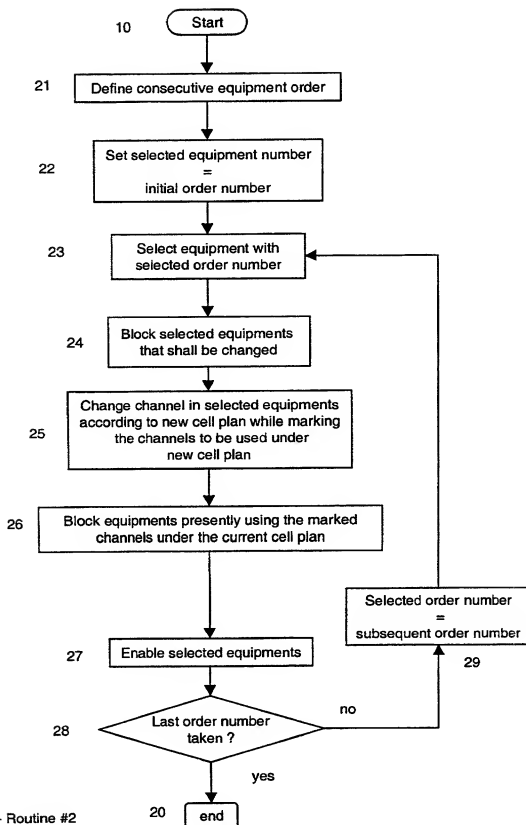 10
Start
21
Define consecutive equipment order
22
Set selected equipment number
=
initial order number
23
Select equipment with
selected order number
24
Block selected equipments
that shall be changed
25
Change channel in selected equipments
according to new cell plan while marking
the channels to be used under
new cell plan
26
Block equipments presently using the marked
channels under the current cell plan
Selected order number
=
subsequent order number
29
27
Enable selected equipments
28
Last order number
taken ?
no
yes
- Routine #2
20
end